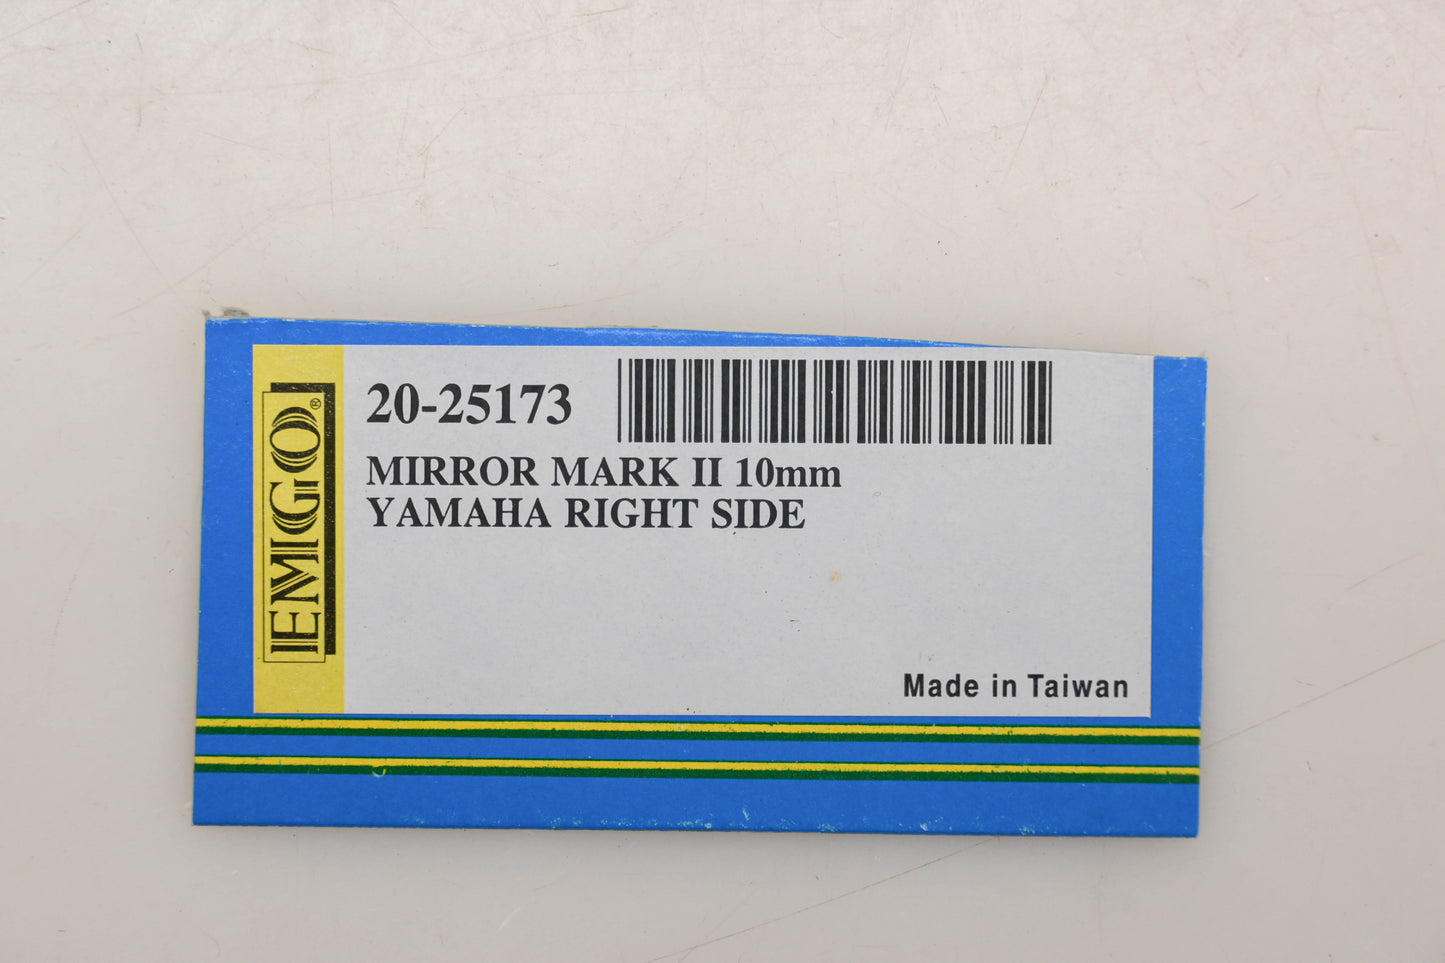 EMGO®
20-25173
MIRROR MARK II 10mm
YAMAHA RIGHT SIDE
Made in Taiwan